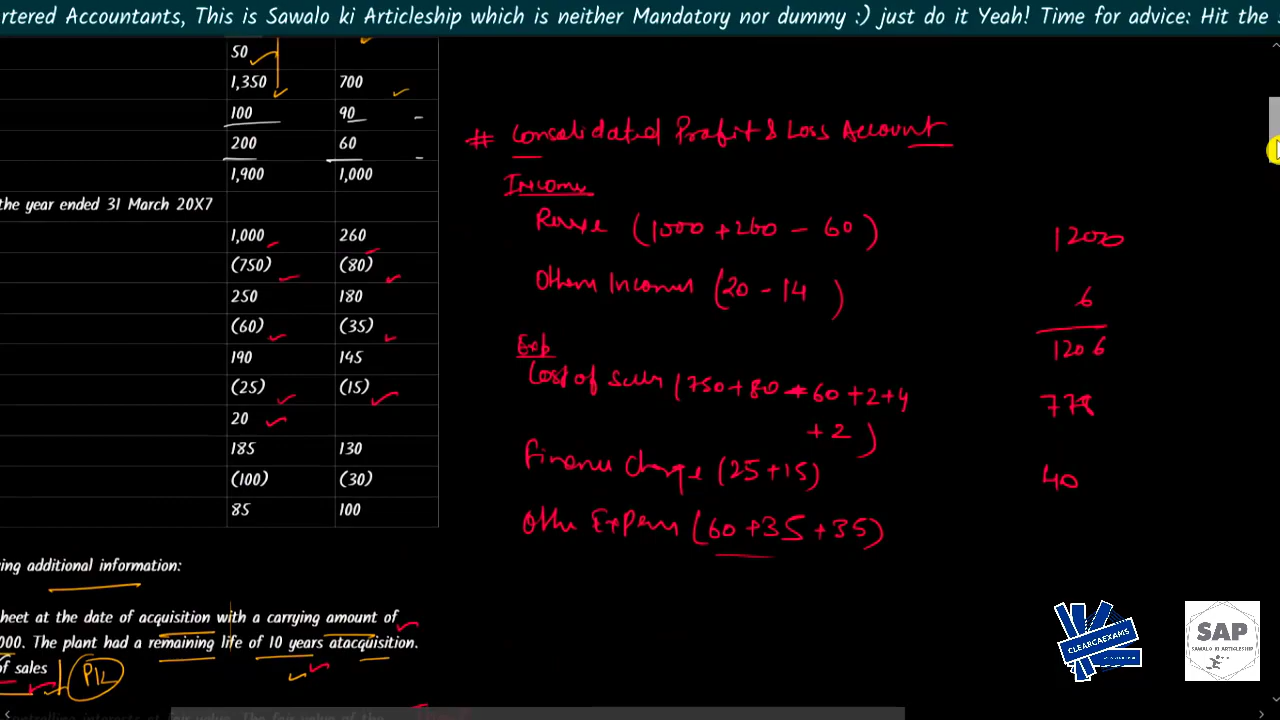 rtered Accountants, This is Sawalo ki Articleship which is neither Mandatory nor dummy :) just do it Yeah! Time for advice: Hit the
50
1,350 700
100 90 -
200 60 -
1,900 1,000
the year ended 31 March 20X7
1,000 260
(750) (80)
250 180
(60) (35)
190 145
(25) (15)
20
185 130
(100) (30)
85 100
# Consolidated Profit & Loss Account
Income
(1000 + 260 - 60) 1200
Others Income (20 - 14) 6
1206
Exp
Cost of (750 + 80 - 60 + 2 + 4
+ 2) 778
Finance Charge (25 + 15) 40
(60 + 35 + 35)
ing additional information:
heet at the date of acquisition with a carrying amount of
000. The plant had a remaining life of 10 years atacquisition.
of sales P/L
CLEARCAEXAMS
SAP
SAWALO KI ARTICLESHIP